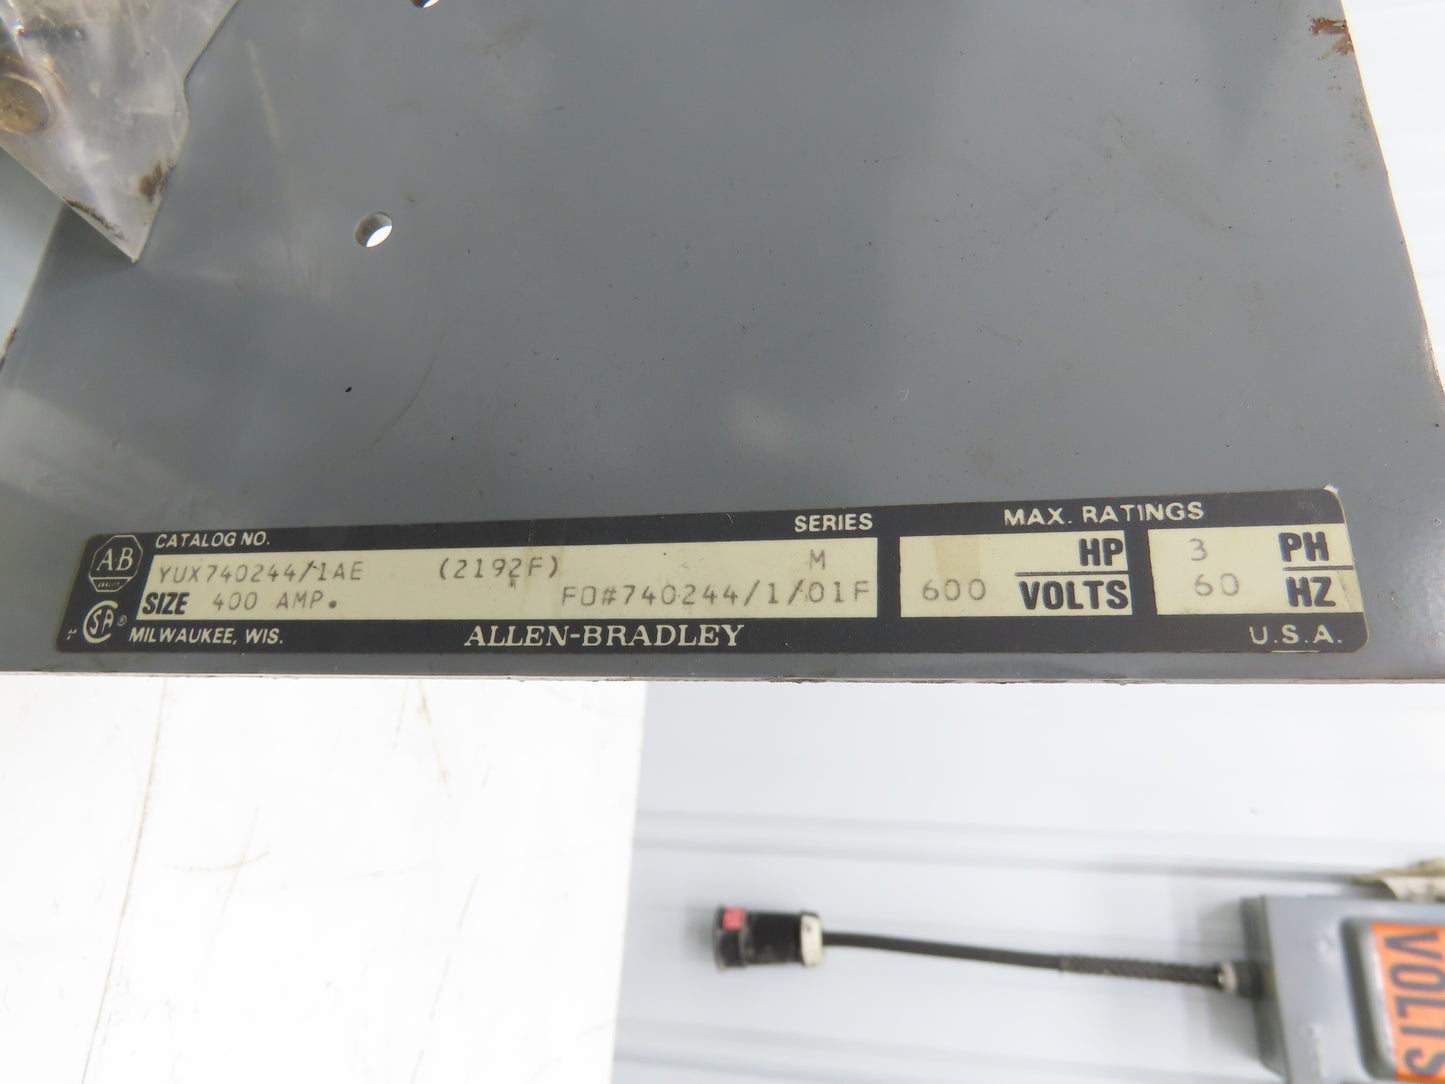 A-B
CATALOG NO. SERIES MAX. RATINGS
YUX740244/1AE (2192F) M HP 3 PH
SIZE 400 AMP. FO#740244/1/01F 600 VOLTS 60 HZ
SA®
MILWAUKEE, WIS. ALLEN-BRADLEY U.S.A.
VOLTS